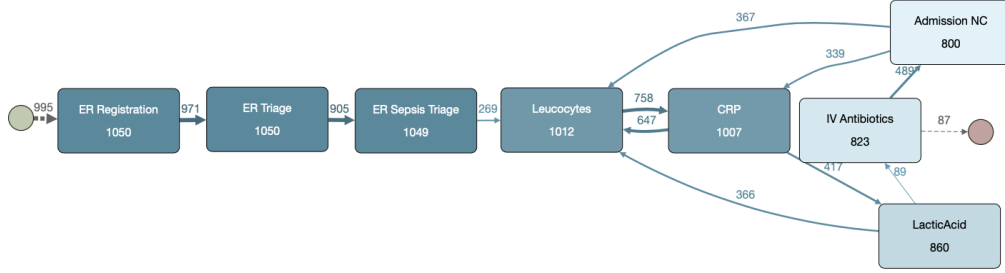 995
ER Registration
1050
971
ER Triage
1050
905
ER Sepsis Triage
1049
269
Leucocytes
1012
758
647
CRP
1007
367
339
Admission NC
800
489
IV Antibiotics
823
87
417
89
366
LacticAcid
860